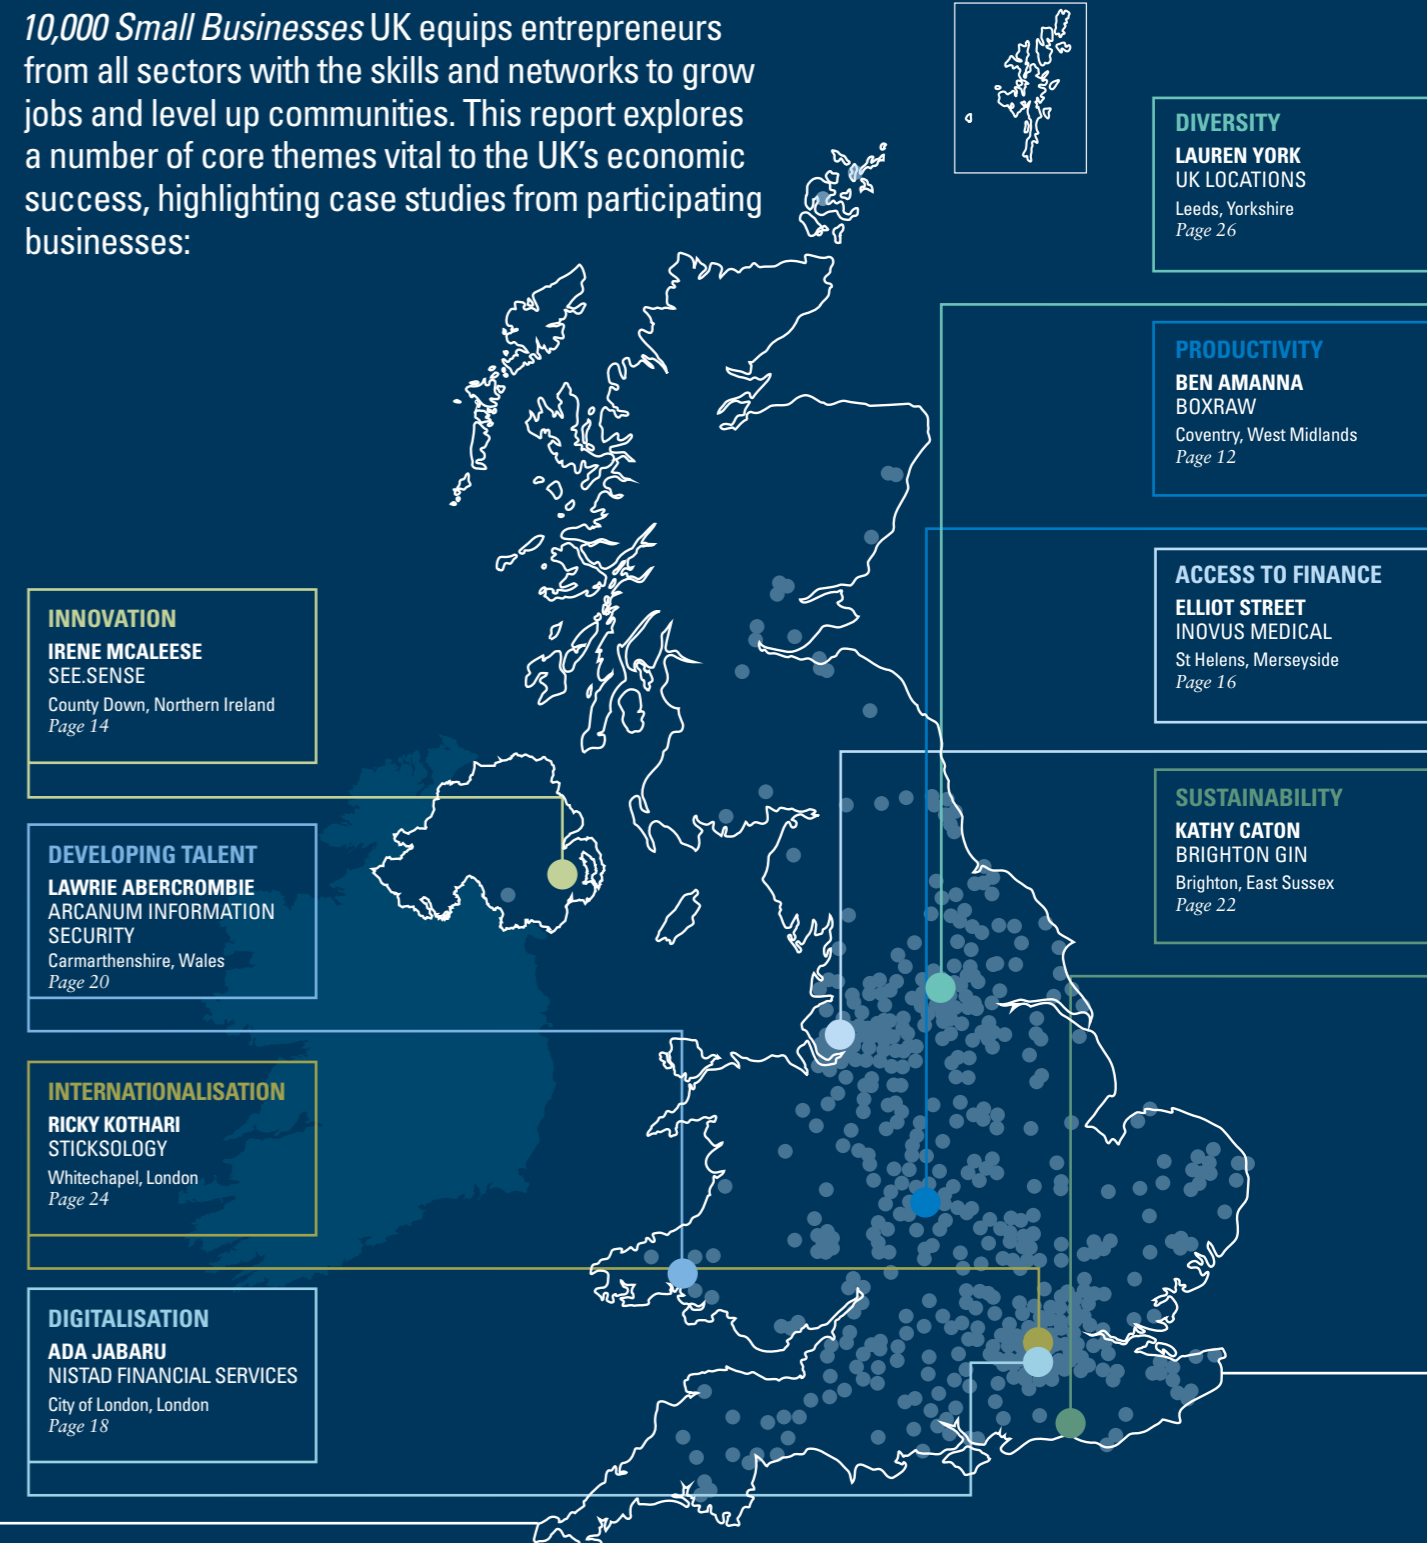 10,000 Small Businesses UK equips entrepreneurs
from all sectors with the skills and networks to grow
jobs and level up communities. This report explores
a number of core themes vital to the UK's economic
success, highlighting case studies from participating
businesses:
INNOVATION
IRENE MCALEESE
SEE.SENSE
County Down, Northern Ireland
Page 14
DEVELOPING TALENT
LAWRIE ABERCROMBIE
ARCANUM INFORMATION
SECURITY
Carmarthenshire, Wales
Page 20
INTERNATIONALISATION
RICKY KOTHARI
STICKSOLOGY
Whitechapel, London
Page 24
DIGITALISATION
ADA JABARU
NISTAD FINANCIAL SERVICES
City of London, London
Page 18
DIVERSITY
LAUREN YORK
UK LOCATIONS
Leeds, Yorkshire
Page 26
PRODUCTIVITY
BEN AMANNA
BOXRAW
Coventry, West Midlands
Page 12
ACCESS TO FINANCE
ELLIOT STREET
INOVUS MEDICAL
St Helens, Merseyside
Page 16
SUSTAINABILITY
KATHY CATON
BRIGHTON GIN
Brighton, East Sussex
Page 22